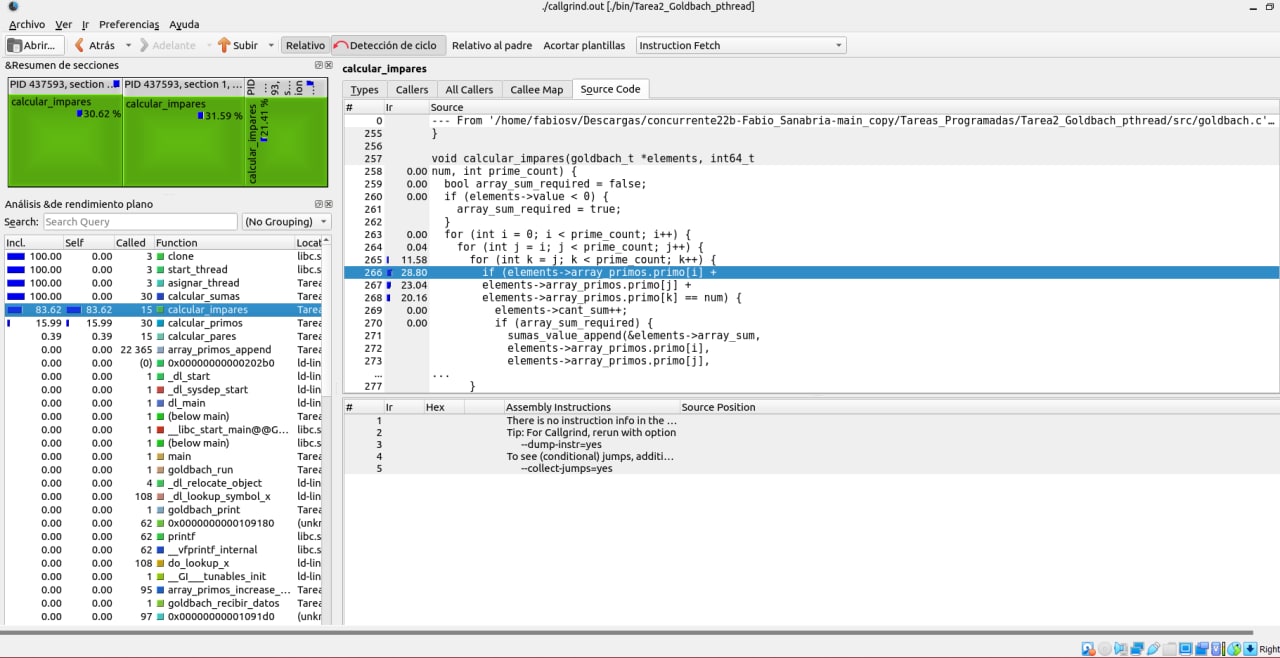 ./callgrind.out [./bin/Tarea2_Goldbach_pthread]
Archivo Ver Ir Preferencias Ayuda
Abrir... Atrás Adelante Subir Relativo Detección de ciclo Relativo al padre Acortar plantillas Instruction Fetch
&Resumen de secciones
PID 437593, section ... PID 437593, section 1, ...
calcular_impares 30.62 %
calcular_impares 31.59 %
calcular_impares 21.41 %
Análisis &de rendimiento plano
Search: Search Query (No Grouping)
Incl. Self Called Function Locat
100.00 0.00 3 clone libc.s
100.00 0.00 3 start_thread libc.s
100.00 0.00 3 asignar_thread Tarea
100.00 0.00 30 calcular_sumas Tarea
83.62 83.62 15 calcular_impares Tarea
15.99 15.99 30 calcular_primos Tarea
0.39 0.39 15 calcular_pares Tarea
0.00 0.00 22 365 array_primos_append Tarea
0.00 0.00 (0) 0x00000000000202b0 ld-lin
0.00 0.00 1 _dl_start ld-lin
0.00 0.00 1 _dl_sysdep_start ld-lin
0.00 0.00 1 dl_main ld-lin
0.00 0.00 1 (below main) Tarea
0.00 0.00 1 __libc_start_main@@G... libc.s
0.00 0.00 1 (below main) libc.s
0.00 0.00 1 main Tarea
0.00 0.00 1 goldbach_run Tarea
0.00 0.00 4 _dl_relocate_object ld-lin
0.00 0.00 108 _dl_lookup_symbol_x ld-lin
0.00 0.00 1 goldbach_print Tarea
0.00 0.00 62 0x0000000000109180 (unkr
0.00 0.00 62 printf libc.s
0.00 0.00 62 __vfprintf_internal libc.s
0.00 0.00 108 do_lookup_x ld-lin
0.00 0.00 1 __GI___tunables_init ld-lin
0.00 0.00 95 array_primos_increase_... Tarea
0.00 0.00 1 goldbach_recibir_datos Tarea
0.00 0.00 97 0x00000000001091d0 (unkr
calcular_impares
Types Callers All Callers Callee Map Source Code
# Ir Source
0 --- From '/home/fabiosv/Descargas/concurrente22b-Fabio_Sanabria-main_copy/Tareas_Programadas/Tarea2_Goldbach_pthread/src/goldbach.c'...
255 }
256
257 void calcular_impares(goldbach_t *elements, int64_t
258 0.00 num, int prime_count) {
259 0.00 bool array_sum_required = false;
260 0.00 if (elements->value < 0) {
261 array_sum_required = true;
262 }
263 0.00 for (int i = 0; i < prime_count; i++) {
264 0.04 for (int j = i; j < prime_count; j++) {
265 11.58 for (int k = j; k < prime_count; k++) {
266 28.80 if (elements->array_primos.primo[i] +
267 23.04 elements->array_primos.primo[j] +
268 20.16 elements->array_primos.primo[k] == num) {
269 0.00 elements->cant_sum++;
270 0.00 if (array_sum_required) {
271 sumas_value_append(&elements->array_sum,
272 elements->array_primos.primo[i],
273 elements->array_primos.primo[j],
... ...
277 }
# Ir Hex Assembly Instructions Source Position
1 There is no instruction info in the ...
2 Tip: For Callgrind, rerun with option
3 --dump-instr=yes
4 To see (conditional) jumps, additi...
5 --collect-jumps=yes
Right